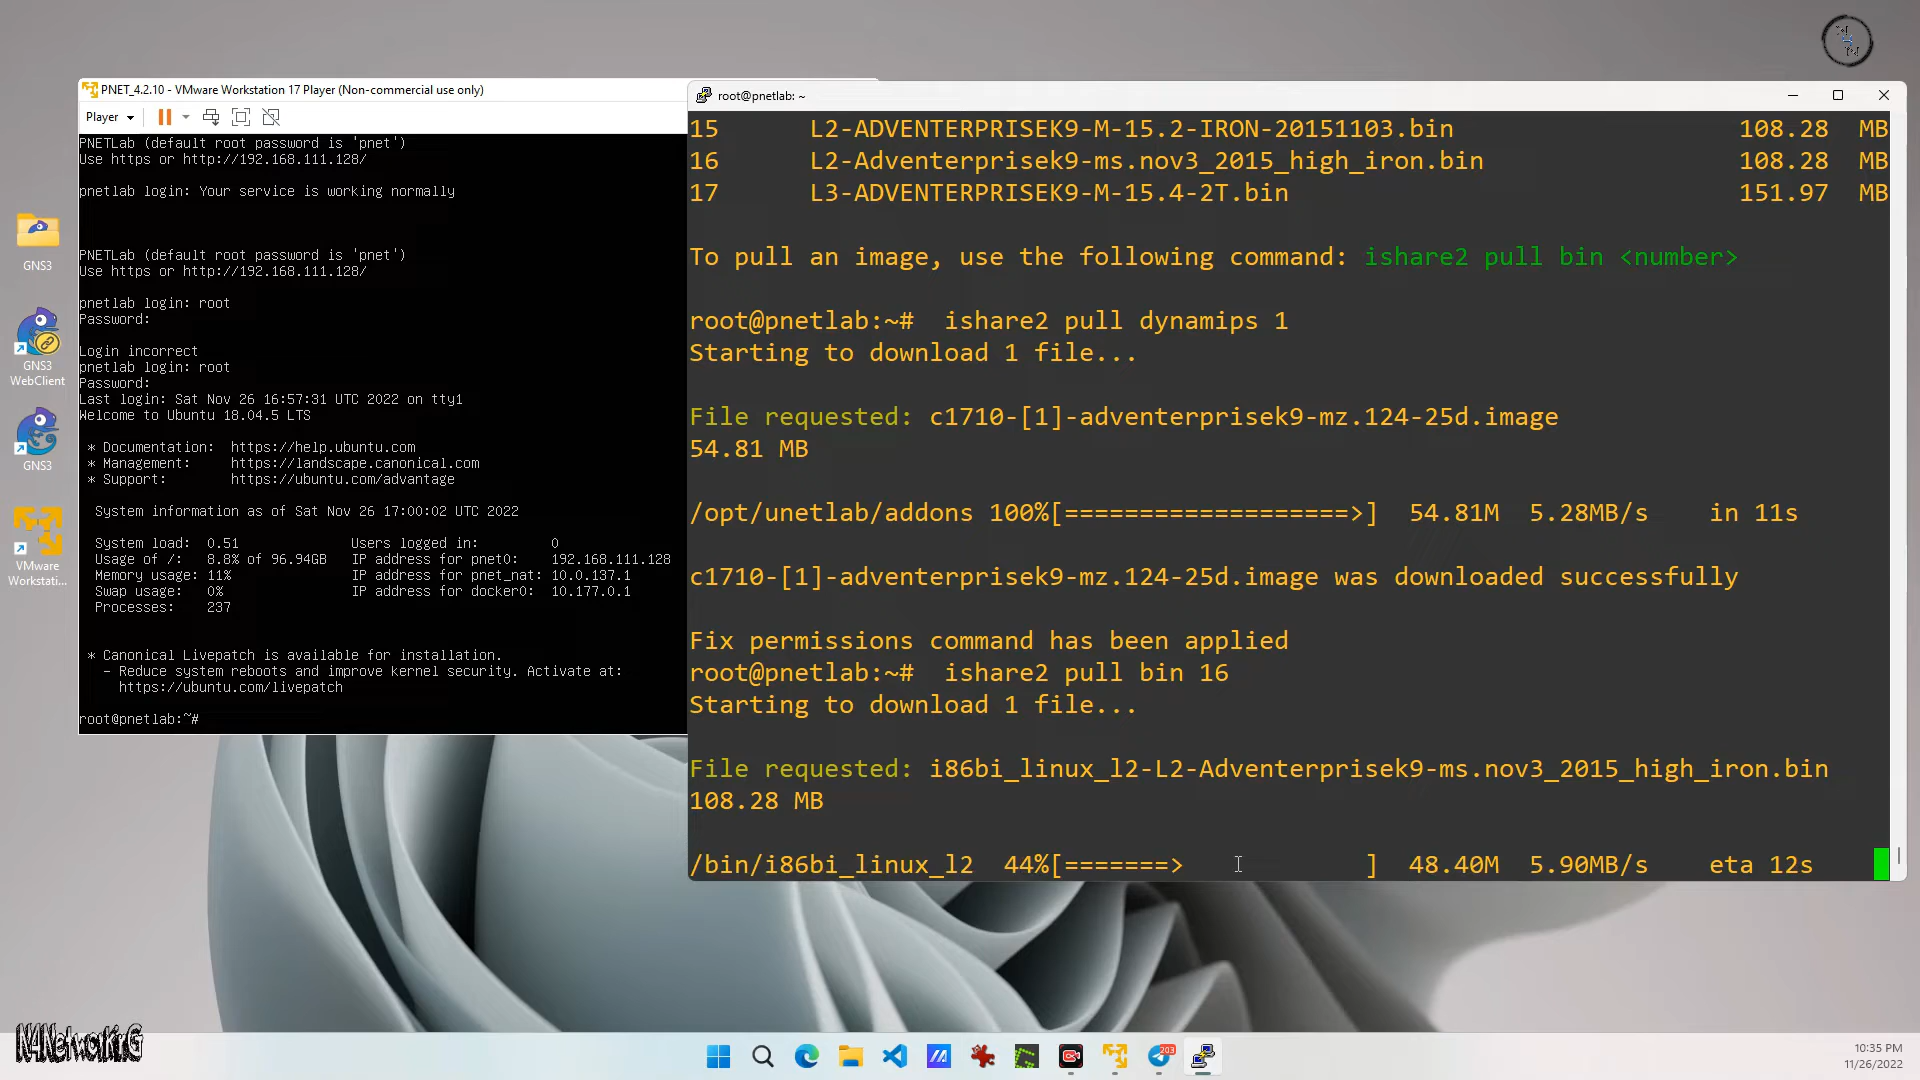 PNET_4.2.10 - VMware Workstation 17 Player (Non-commercial use only)
Player
PNETLab (default root password is 'pnet')
Use https or http://192.168.111.128/
pnetlab login: Your service is working normally
PNETLab (default root password is 'pnet')
Use https or http://192.168.111.128/
pnetlab login: root
Password:
Login incorrect
pnetlab login: root
Password:
Last login: Sat Nov 26 16:57:31 UTC 2022 on tty1
Welcome to Ubuntu 18.04.5 LTS
* Documentation:  https://help.ubuntu.com
* Management:     https://landscape.canonical.com
* Support:        https://ubuntu.com/advantage
System information as of Sat Nov 26 17:00:02 UTC 2022
System load:  0.51               Users logged in:       0
Usage of /:   8.8% of 96.94GB   IP address for pnet0:   192.168.111.128
Memory usage: 11%               IP address for pnet_nat: 10.0.137.1
Swap usage:   0%                IP address for docker0:  10.177.0.1
Processes:    237
* Canonical Livepatch is available for installation.
- Reduce system reboots and improve kernel security. Activate at:
https://ubuntu.com/livepatch
root@pnetlab:~#
root@pnetlab: ~
15      L2-ADVENTERPRISEK9-M-15.2-IRON-20151103.bin      108.28  MB
16      L2-Adventerprisek9-ms.nov3_2015_high_iron.bin      108.28  MB
17      L3-ADVENTERPRISEK9-M-15.4-2T.bin      151.97  MB
To pull an image, use the following command: ishare2 pull bin <number>
root@pnetlab:~#  ishare2 pull dynamips 1
Starting to download 1 file...
File requested: c1710-[1]-adventerprisek9-mz.124-25d.image
54.81 MB
/opt/unetlab/addons 100%[===================>]  54.81M  5.28MB/s    in 11s
c1710-[1]-adventerprisek9-mz.124-25d.image was downloaded successfully
Fix permissions command has been applied
root@pnetlab:~#  ishare2 pull bin 16
Starting to download 1 file...
File requested: i86bi_linux_l2-L2-Adventerprisek9-ms.nov3_2015_high_iron.bin
108.28 MB
/bin/i86bi_linux_l2  44%[=======>            ]  48.40M  5.90MB/s    eta 12s
GNS3
GNS3
WebClient
GNS3
VMware
Workstati...
203
10:35 PM
11/26/2022